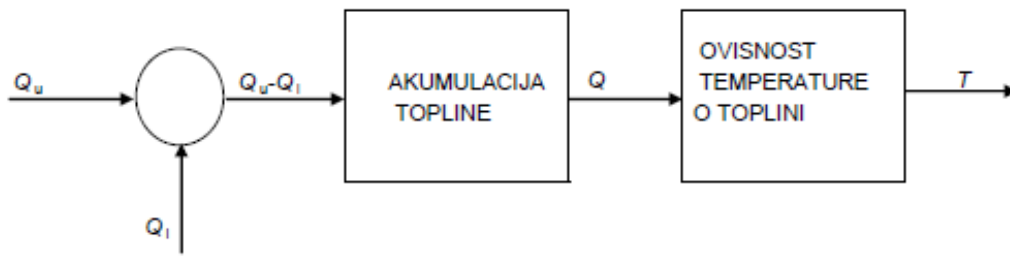 Qu
Qu-Ql
AKUMULACIJA
TOPLINE
Q
OVISNOST
TEMPERATURE
O TOPLINI
T
Ql